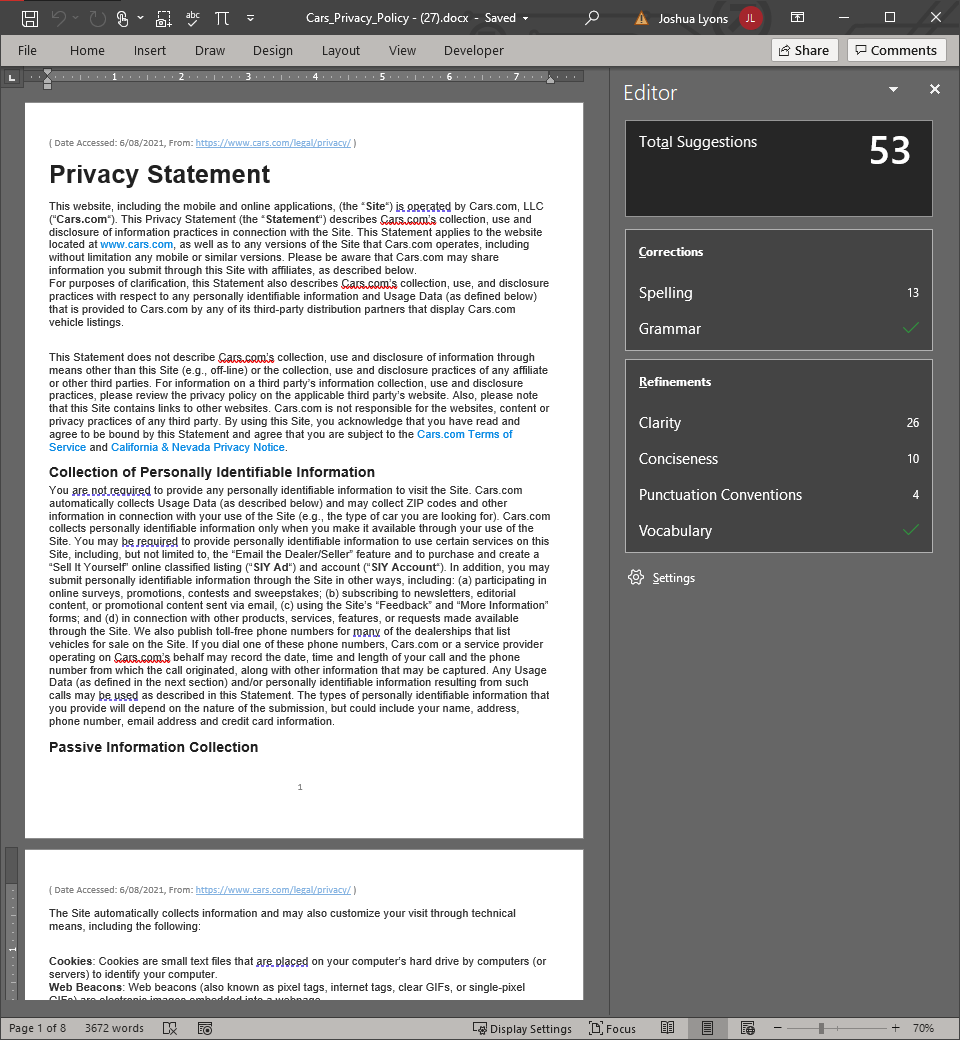 Cars_Privacy_Policy - (27).docx - Saved
Joshua Lyons
JL
File Home Insert Draw Design Layout View Developer
Share
Comments
1 2 3 4 5 6 7
( Date Accessed: 6/08/2021, From: https://www.cars.com/legal/privacy/ )
Privacy Statement
This website, including the mobile and online applications, (the “Site“) is operated by Cars.com, LLC
(“Cars.com“). This Privacy Statement (the “Statement“) describes Cars.com’s collection, use and
disclosure of information practices in connection with the Site. This Statement applies to the website
located at www.cars.com, as well as to any versions of the Site that Cars.com operates, including
without limitation any mobile or similar versions. Please be aware that Cars.com may share
information you submit through this Site with affiliates, as described below.
For purposes of clarification, this Statement also describes Cars.com’s collection, use, and disclosure
practices with respect to any personally identifiable information and Usage Data (as defined below)
that is provided to Cars.com by any of its third-party distribution partners that display Cars.com
vehicle listings.
This Statement does not describe Cars.com’s collection, use and disclosure of information through
means other than this Site (e.g., off-line) or the collection, use and disclosure practices of any affiliate
or other third parties. For information on a third party’s information collection, use and disclosure
practices, please review the privacy policy on the applicable third party’s website. Also, please note
that this Site contains links to other websites. Cars.com is not responsible for the websites, content or
privacy practices of any third party. By using this Site, you acknowledge that you have read and
agree to be bound by this Statement and agree that you are subject to the Cars.com Terms of
Service and California & Nevada Privacy Notice.
Collection of Personally Identifiable Information
You are not required to provide any personally identifiable information to visit the Site. Cars.com
automatically collects Usage Data (as described below) and may collect ZIP codes and other
information in connection with your use of the Site (e.g., the type of car you are looking for). Cars.com
collects personally identifiable information only when you make it available through your use of the
Site. You may be required to provide personally identifiable information to use certain services on this
Site, including, but not limited to, the “Email the Dealer/Seller” feature and to purchase and create a
“Sell It Yourself” online classified listing (“SIY Ad“) and account (“SIY Account“). In addition, you may
submit personally identifiable information through the Site in other ways, including: (a) participating in
online surveys, promotions, contests and sweepstakes; (b) subscribing to newsletters, editorial
content, or promotional content sent via email, (c) using the Site’s “Feedback” and “More Information”
forms; and (d) in connection with other products, services, features, or requests made available
through the Site. We also publish toll-free phone numbers for many of the dealerships that list
vehicles for sale on the Site. If you dial one of these phone numbers, Cars.com or a service provider
operating on Cars.com’s behalf may record the date, time and length of your call and the phone
number from which the call originated, along with other information that may be captured. Any Usage
Data (as defined in the next section) and/or personally identifiable information resulting from such
calls may be used as described in this Statement. The types of personally identifiable information that
you provide will depend on the nature of the submission, but could include your name, address,
phone number, email address and credit card information.
Passive Information Collection
1
( Date Accessed: 6/08/2021, From: https://www.cars.com/legal/privacy/ )
The Site automatically collects information and may also customize your visit through technical
means, including the following:
Cookies: Cookies are small text files that are placed on your computer’s hard drive by computers (or
servers) to identify your computer.
Web Beacons: Web beacons (also known as pixel tags, internet tags, clear GIFs, or single-pixel
GIFs) are electronic images embedded into a webpage
1
Editor
Total Suggestions 53
Corrections
Spelling 13
Grammar
Refinements
Clarity 26
Conciseness 10
Punctuation Conventions 4
Vocabulary
Settings
Page 1 of 8 3672 words Display Settings Focus 70%